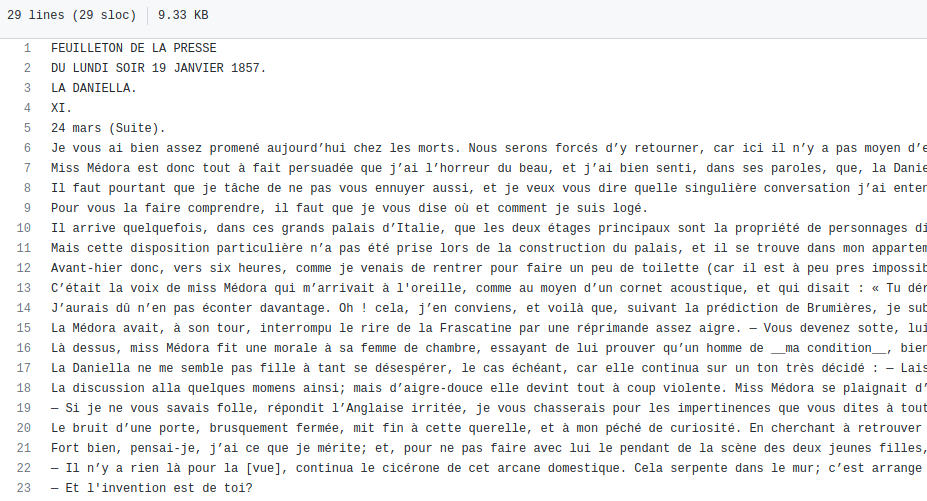 29 lines (29 sloc) 9.33 KB
1 FEUILLETON DE LA PRESSE
2 DU LUNDI SOIR 19 JANVIER 1857.
3 LA DANIELLA.
4 XI.
5 24 mars (Suite).
6 Je vous ai bien assez promené aujourd’hui chez les morts. Nous serons forcés d’y retourner, car ici il n’y a pas moyen d’e
7 Miss Médora est donc tout à fait persuadée que j’ai l’horreur du beau, et j’ai bien senti, dans ses paroles, que, la Danie
8 Il faut pourtant que je tâche de ne pas vous ennuyer aussi, et je veux vous dire quelle singulière conversation j’ai enten
9 Pour vous la faire comprendre, il faut que je vous dise où et comment je suis logé.
10 Il arrive quelquefois, dans ces grands palais d’Italie, que les deux étages principaux sont la propriété de personnages di
11 Mais cette disposition particulière n’a pas été prise lors de la construction du palais, et il se trouve dans mon appartem
12 Avant-hier donc, vers six heures, comme je venais de rentrer pour faire un peu de toilette (car il est à peu pres impossib
13 C’était la voix de miss Médora qui m’arrivait à l'oreille, comme au moyen d’un cornet acoustique, et qui disait : « Tu dér
14 J’aurais dû n’en pas éconter davantage. Oh ! cela, j’en conviens, et voilà que, suivant la prédiction de Brumières, je sub
15 La Médora avait, à son tour, interrompu le rire de la Frascatine par une réprimande assez aigre. — Vous devenez sotte, lui
16 Là dessus, miss Médora fit une morale à sa femme de chambre, essayant de lui prouver qu’un homme de __ma condition__, bien
17 La Daniella ne me semble pas fille à tant se désespérer, le cas échéant, car elle continua sur un ton très décidé : — Lais
18 La discussion alla quelques momens ainsi; mais d’aigre-douce elle devint tout à coup violente. Miss Médora se plaignait d’
19 — Si je ne vous savais folle, répondit l’Anglaise irritée, je vous chasserais pour les impertinences que vous dites à tout
20 Le bruit d’une porte, brusquement fermée, mit fin à cette querelle, et à mon péché de curiosité. En cherchant à retrouver
21 Fort bien, pensai-je, j’ai ce que je mérite; et, pour ne pas faire avec lui le pendant de la scène des deux jeunes filles,
22 — Il n’y a rien là pour la [vue], continua le cicérone de cet arcane domestique. Cela serpente dans le mur; c’est arrange
23 — Et l'invention est de toi?